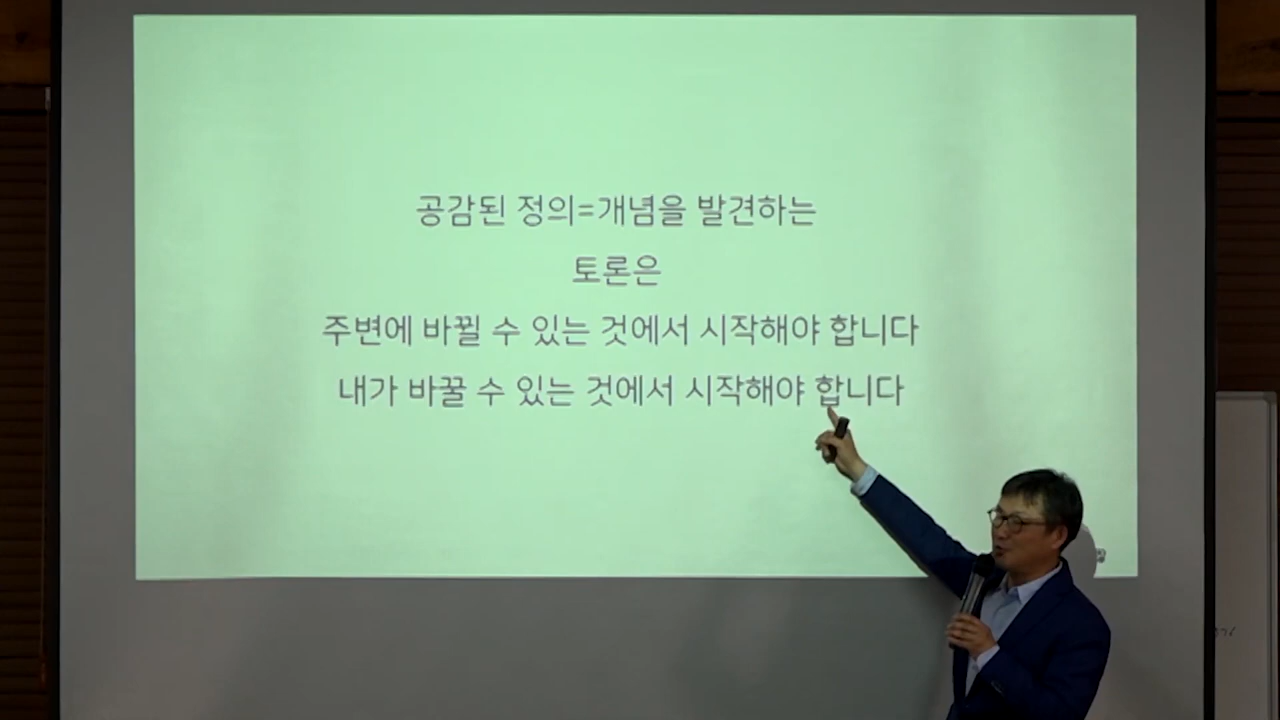 공감된 정의=개념을 발견하는
토론은
주변에 바뀔 수 있는 것에서 시작해야 합니다
내가 바꿀 수 있는 것에서 시작해야 합니다